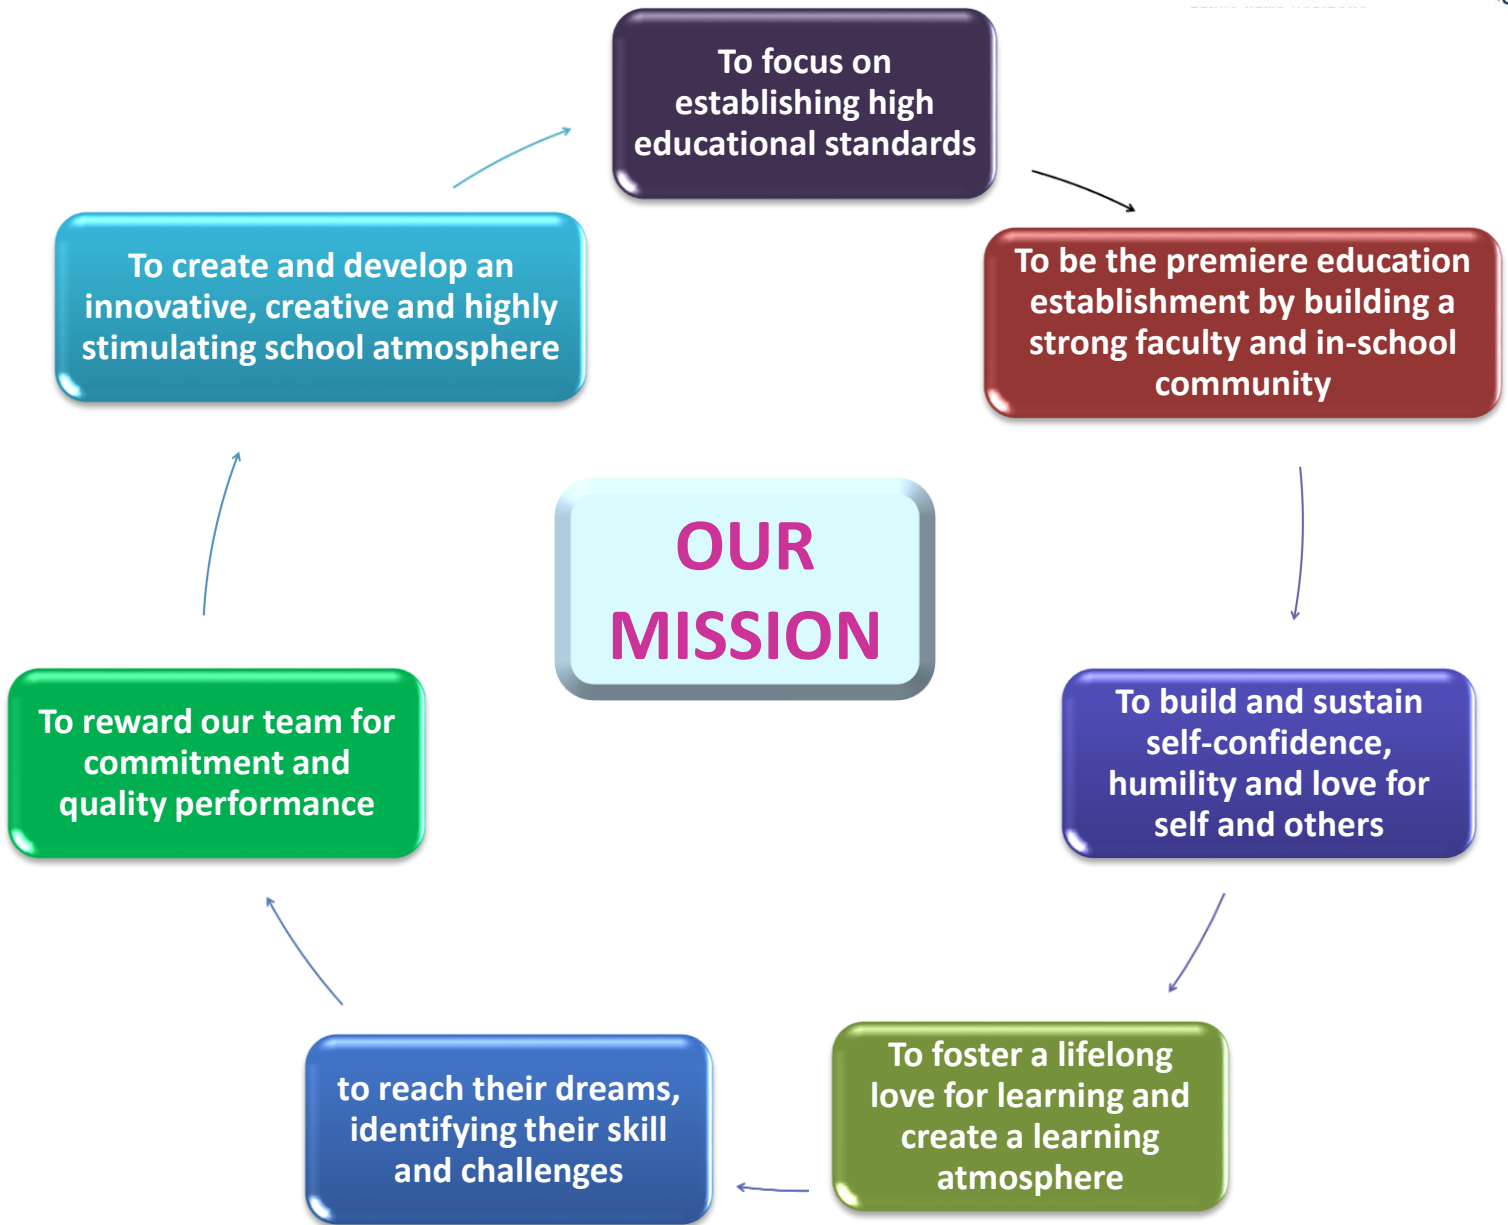 To focus on
establishing high
educational standards
To be the premiere education
establishment by building a
strong faculty and in-school
community
To build and sustain
self-confidence,
humility and love for
self and others
To foster a lifelong
love for learning and
create a learning
atmosphere
to reach their dreams,
identifying their skill
and challenges
To reward our team for
commitment and
quality performance
To create and develop an
innovative, creative and highly
stimulating school atmosphere
OUR
MISSION